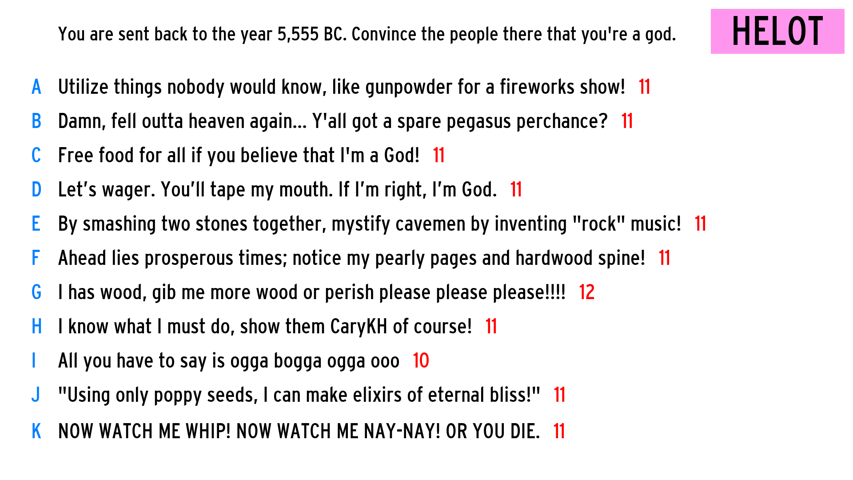 You are sent back to the year 5,555 BC. Convince the people there that you're a god.
HELOT
A Utilize things nobody would know, like gunpowder for a fireworks show! 11
B Damn, fell outta heaven again... Y'all got a spare pegasus perchance? 11
C Free food for all if you believe that I'm a God! 11
D Let’s wager. You’ll tape my mouth. If I’m right, I’m God. 11
E By smashing two stones together, mystify cavemen by inventing "rock" music! 11
F Ahead lies prosperous times; notice my pearly pages and hardwood spine! 11
G I has wood, gib me more wood or perish please please please!!!! 12
H I know what I must do, show them CaryKH of course! 11
I All you have to say is ogga bogga ogga ooo 10
J "Using only poppy seeds, I can make elixirs of eternal bliss!" 11
K NOW WATCH ME WHIP! NOW WATCH ME NAY-NAY! OR YOU DIE. 11